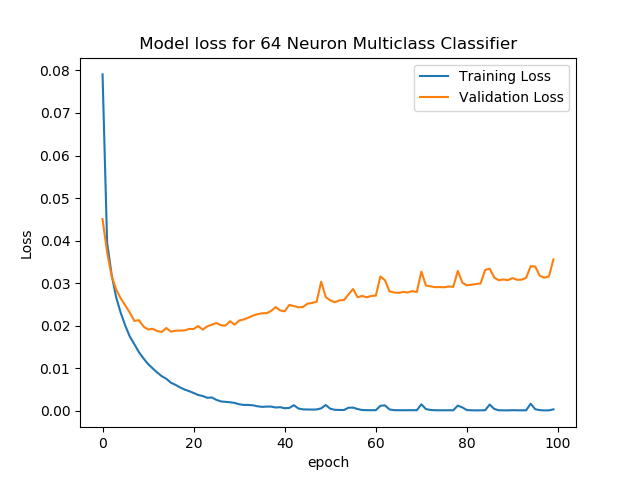 Model loss for 64 Neuron Multiclass Classifier
Training Loss
Validation Loss
Loss
0.08
0.07
0.06
0.05
0.04
0.03
0.02
0.01
0.00
0 20 40 60 80 100
epoch